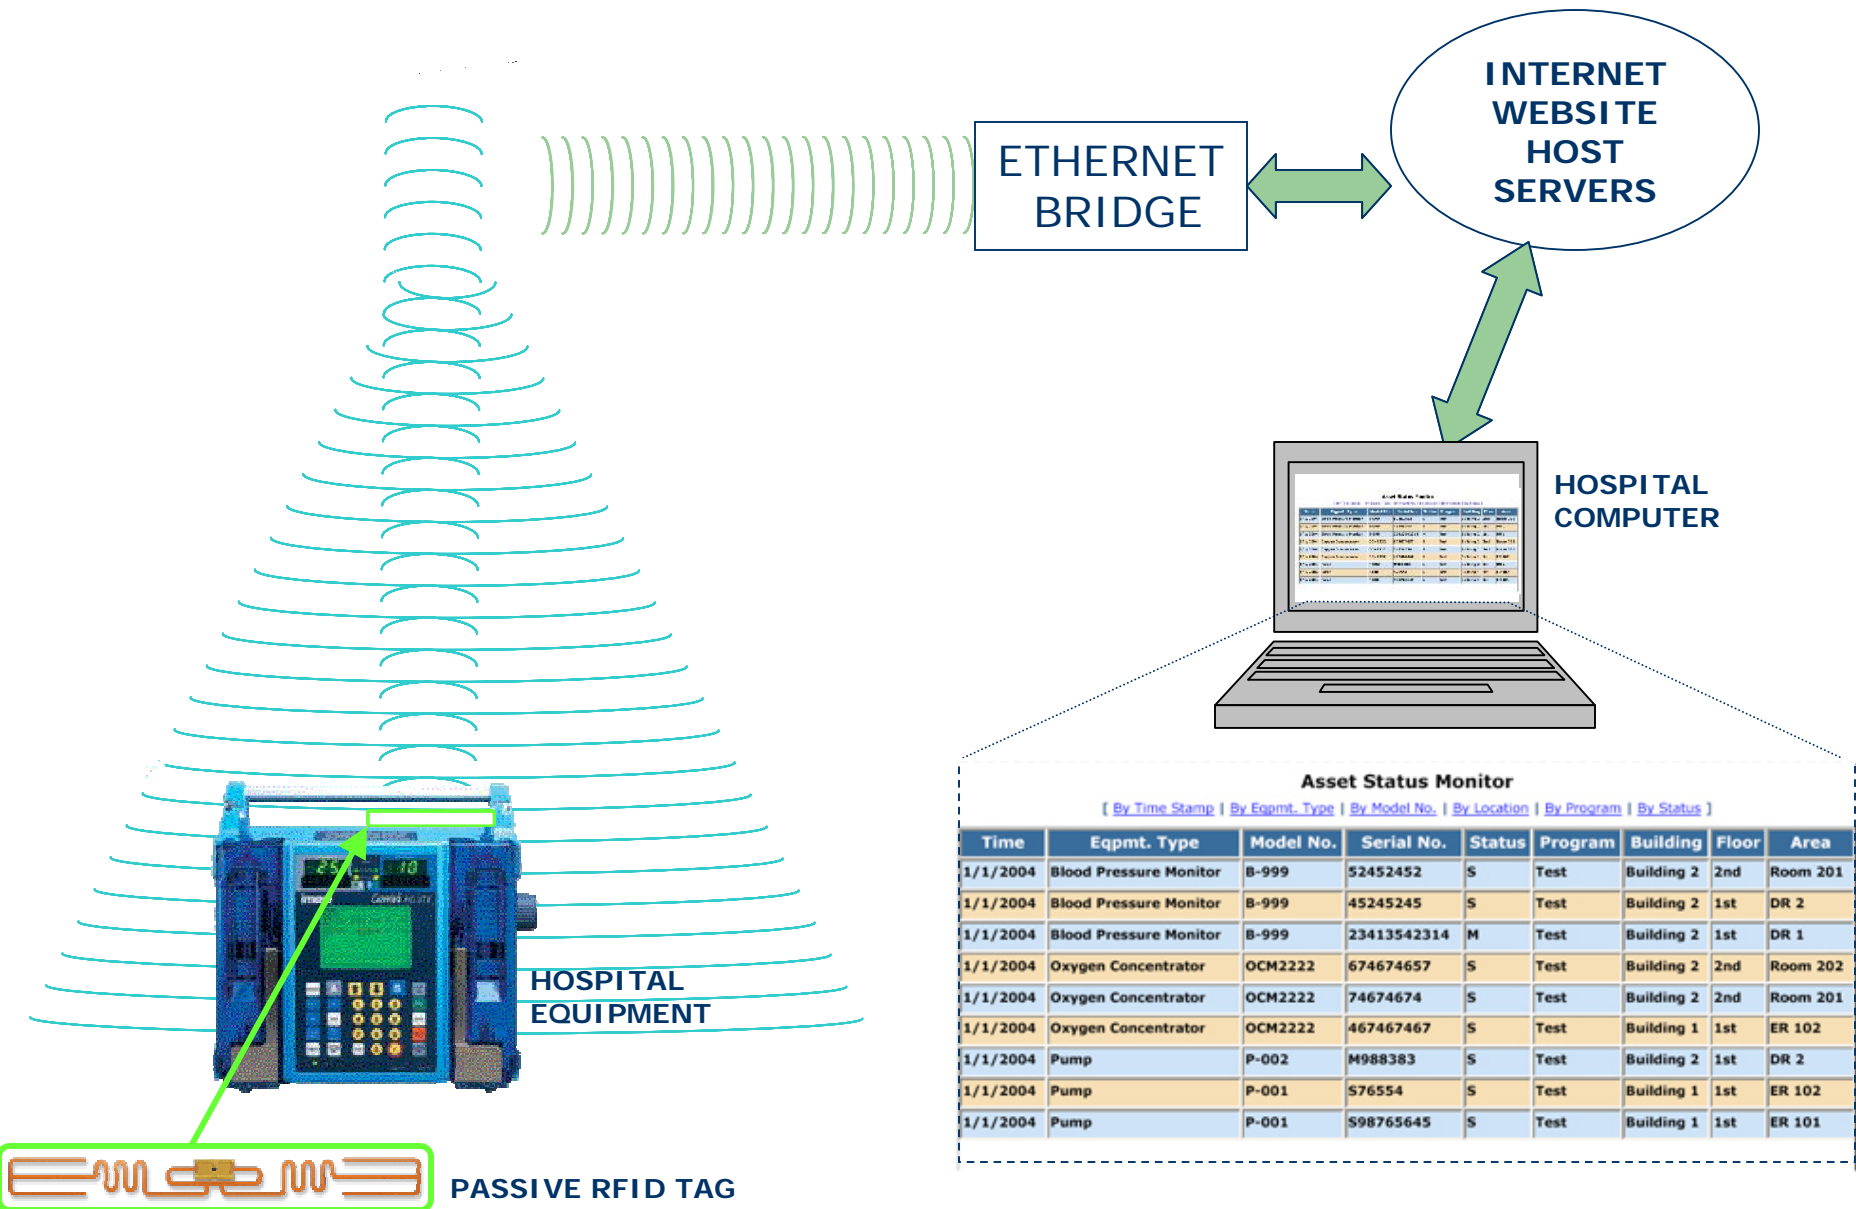 INTERNET
WEBSITE
HOST
SERVERS
ETHERNET
BRIDGE
HOSPITAL
COMPUTER
Asset Status Monitor
[ By Time Stamp | By Eqpmt. Type | By Model No. | By Location | By Program | By Status ]
Time Eqpmt. Type Model No. Serial No. Status Program Building Floor Area
1/1/2004 Blood Pressure Monitor B-999 52452452 S Test Building 2 2nd Room 201
1/1/2004 Blood Pressure Monitor B-999 45245245 S Test Building 2 1st DR 2
1/1/2004 Blood Pressure Monitor B-999 23413542314 M Test Building 2 1st DR 1
1/1/2004 Oxygen Concentrator OCM2222 674674657 S Test Building 2 2nd Room 202
1/1/2004 Oxygen Concentrator OCM2222 74674674 S Test Building 2 2nd Room 201
1/1/2004 Oxygen Concentrator OCM2222 467467467 S Test Building 1 1st ER 102
1/1/2004 Pump P-002 M988383 S Test Building 2 1st DR 2
1/1/2004 Pump P-001 S76554 S Test Building 1 1st ER 102
1/1/2004 Pump P-001 S98765645 S Test Building 1 1st ER 101
25 10
HOSPITAL
EQUIPMENT
PASSIVE RFID TAG